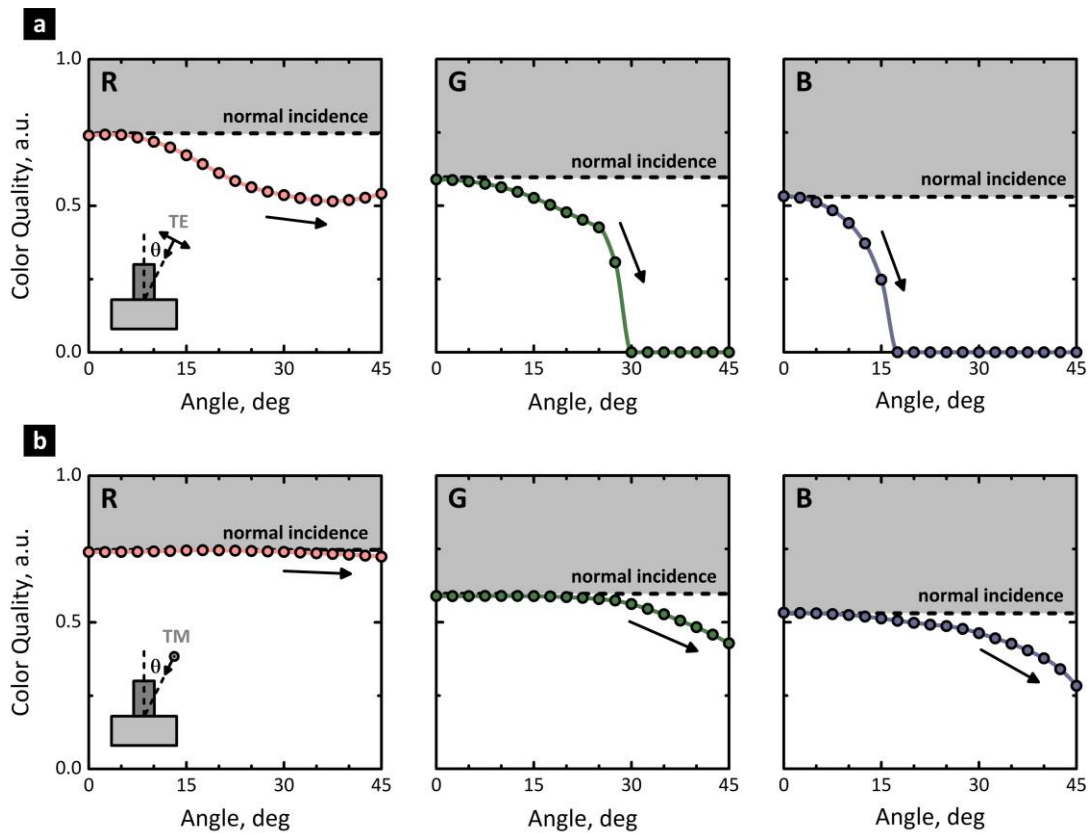 a
1.0
0.5
0.0
Color Quality, a.u.
R
normal incidence
TE
θ
0 15 30 45
Angle, deg
G
normal incidence
0 15 30 45
Angle, deg
B
normal incidence
0 15 30 45
Angle, deg
b
1.0
0.5
0.0
Color Quality, a.u.
R
normal incidence
TM
θ
0 15 30 45
Angle, deg
G
normal incidence
0 15 30 45
Angle, deg
B
normal incidence
0 15 30 45
Angle, deg